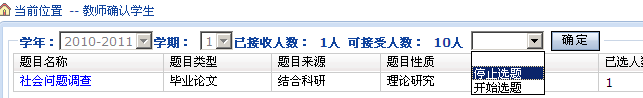 当前位置 -- 教师确认学生
学年: 2010-2011 学期: 1 已接收人数: 1人 可接受人数: 10人 确定
题目名称 题目类型 题目来源 题目性质 已选人
停止选题
社会问题调查 毕业论文 结合科研 理论研究 1
开始选题